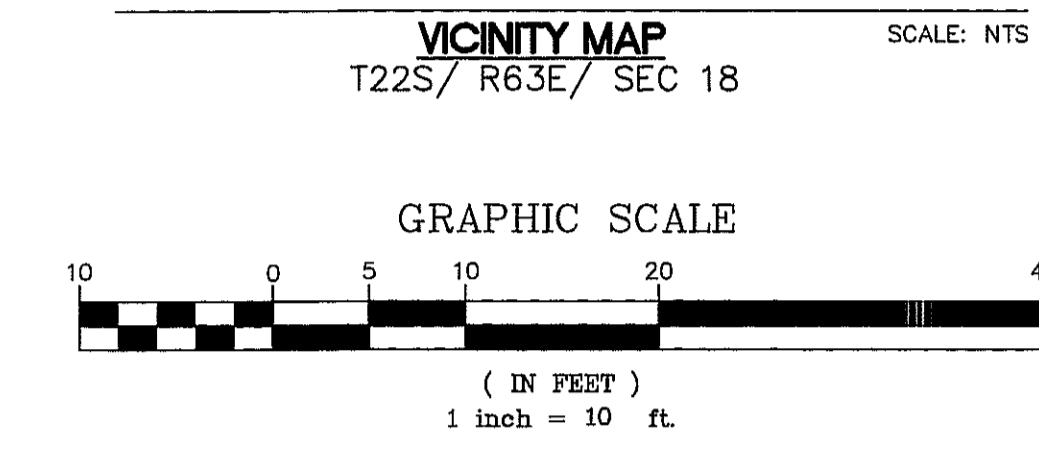 VICINITY MAP SCALE: NTS
T22S/ R63E/ SEC 18
GRAPHIC SCALE
10 0 5 10 20 4
( IN FEET )
1 inch = 10 ft.